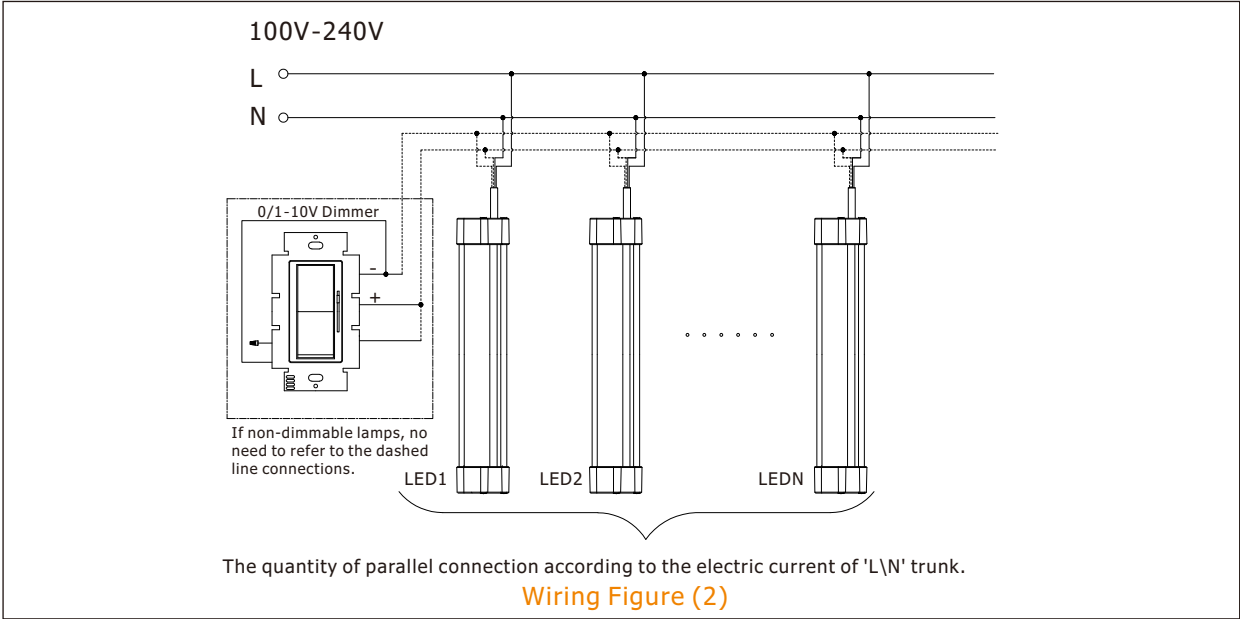 100V-240V
L
N
0/1-10V Dimmer
-
+
If non-dimmable lamps, no
need to refer to the dashed
line connections.
LED1
LED2
LEDN
The quantity of parallel connection according to the electric current of 'L\N' trunk.
Wiring Figure (2)